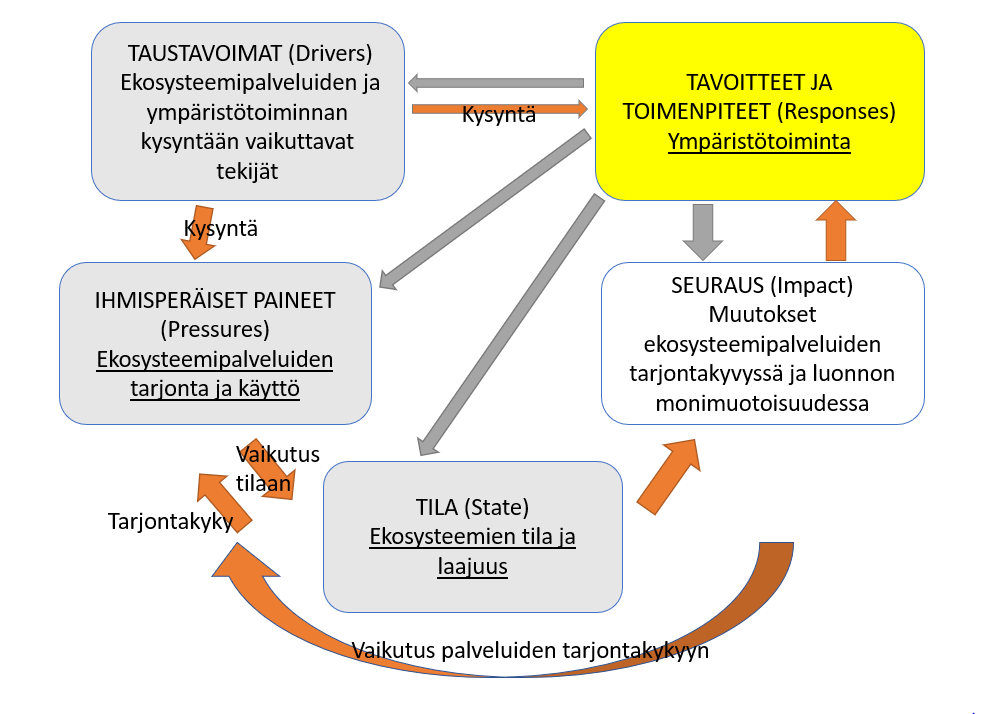 TAUSTAVOIMAT (Drivers)
Ekosysteemipalveluiden ja
ympäristötoiminnan
kysyntään vaikuttavat
tekijät
Kysyntä
TAVOITTEET JA
TOIMENPITEET (Responses)
Ympäristötoiminta
Kysyntä
IHMISPERÄISET PAINEET
(Pressures)
Ekosysteemipalveluiden
tarjonta ja käyttö
SEURAUS (Impact)
Muutokset
ekosysteemipalveluiden
tarjontakyvyssä ja luonnon
monimuotoisuudessa
Vaikutus
tilaan
Tarjontakyky
TILA (State)
Ekosysteemien tila ja
laajuus
Vaikutus palveluiden tarjontakykyyn